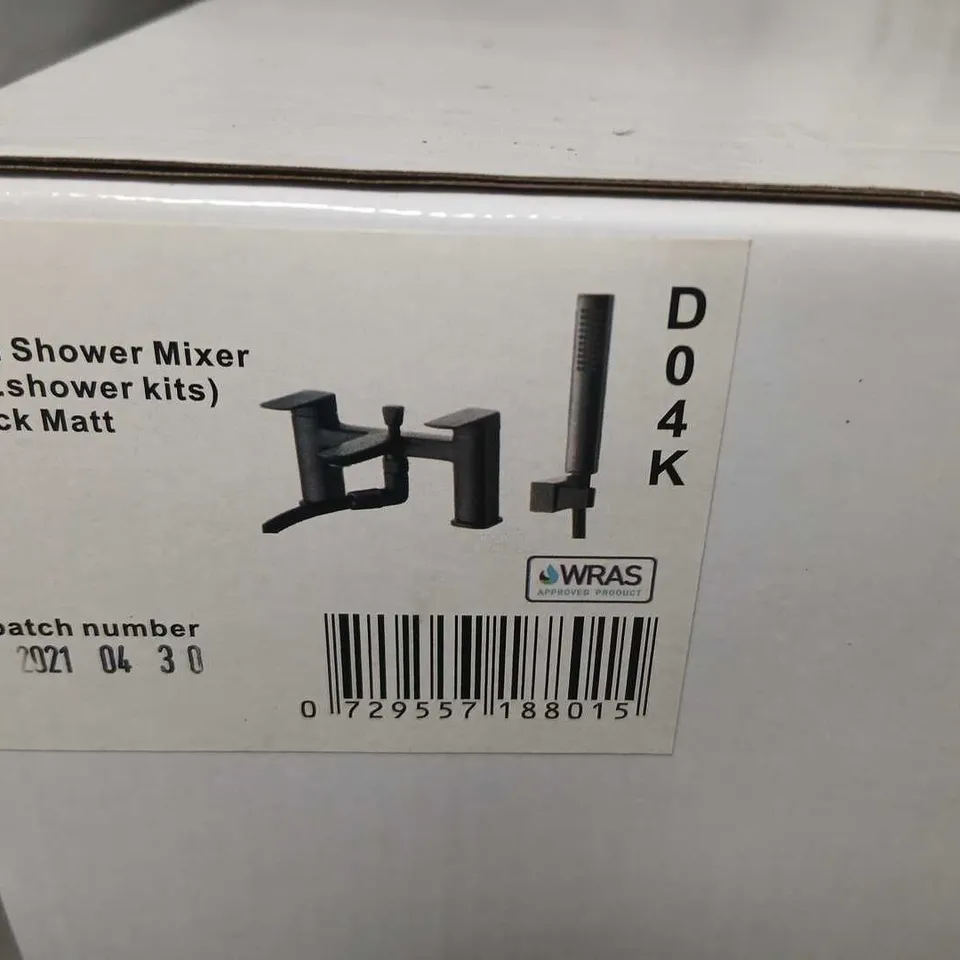 Shower Mixer
.shower kits)
ck Matt
D
0
4
K
WRAS
APPROVED PRODUCT
batch number
2021 04 30
0 729557 188015